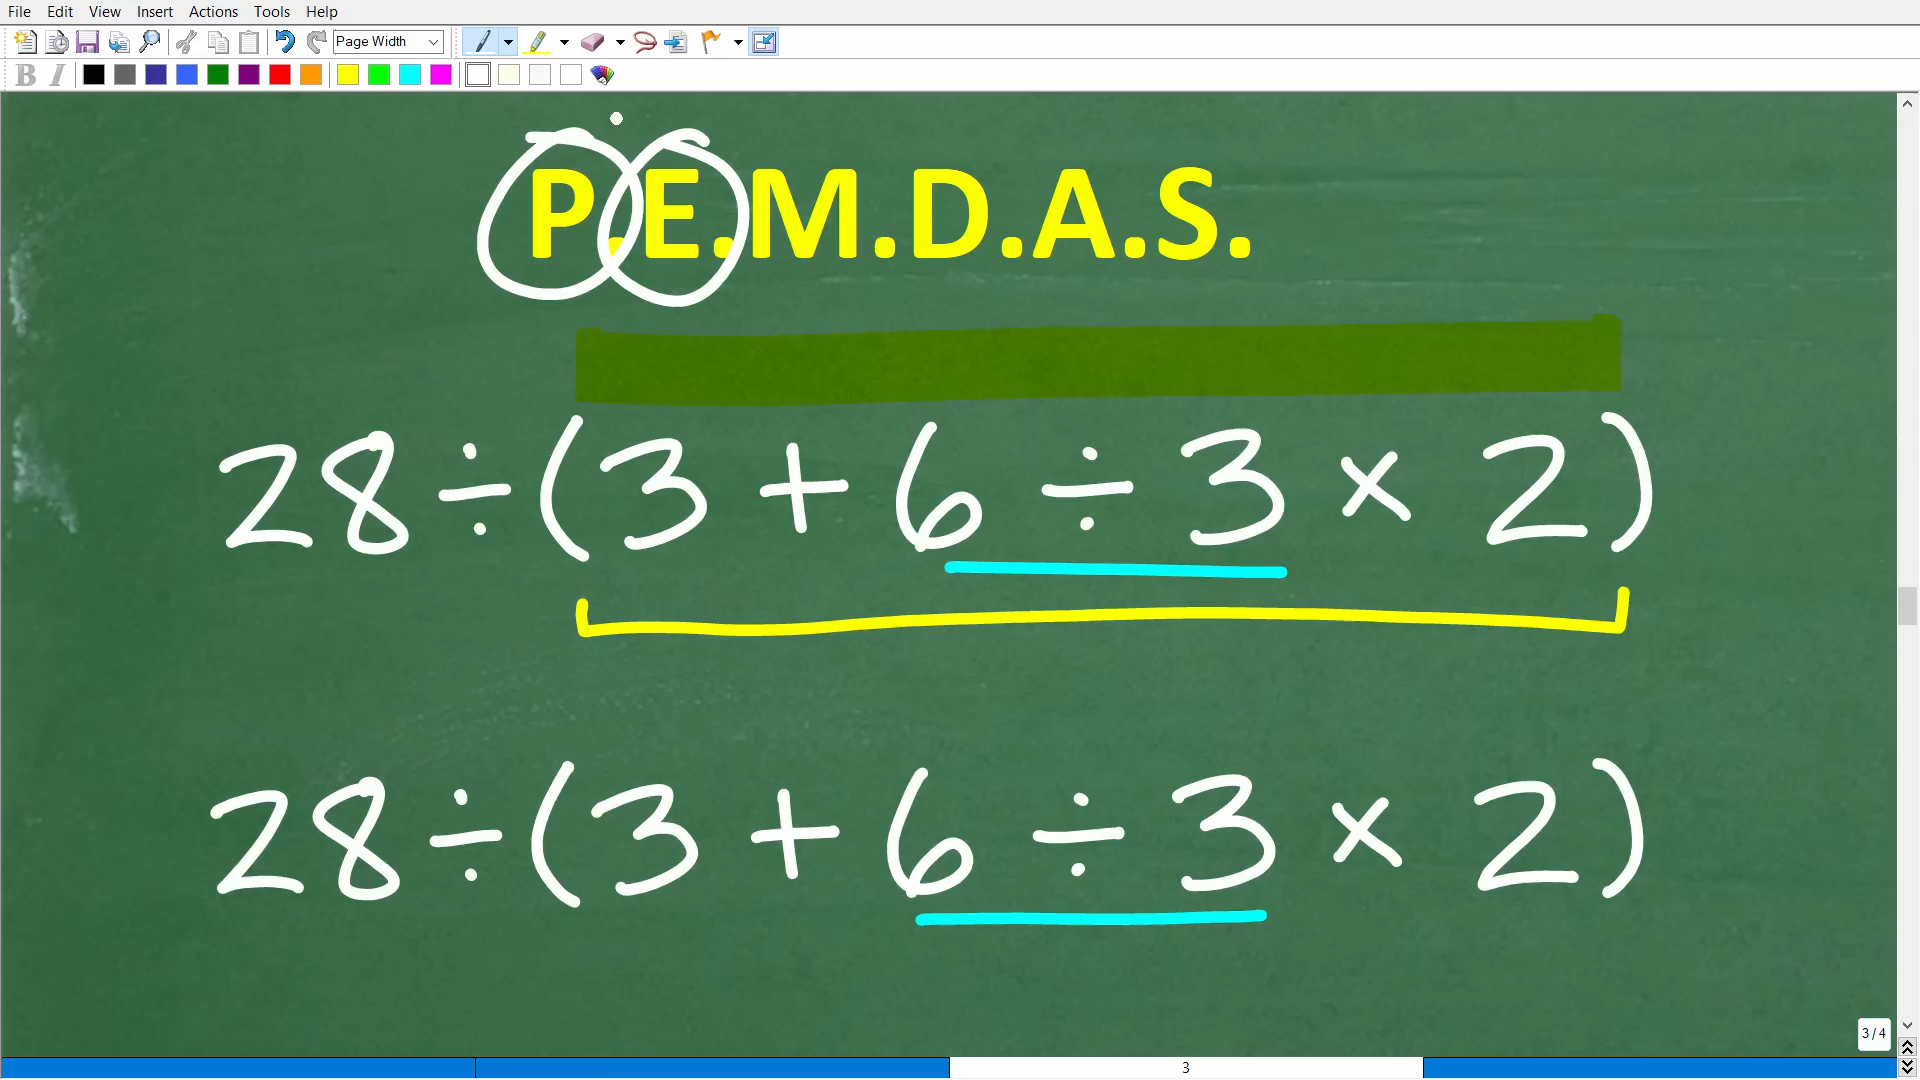 File Edit View Insert Actions Tools Help
Page Width
B I
P.E.M.D.A.S.
28 ÷ (3 + 6 ÷ 3 × 2)
28 ÷ (3 + 6 ÷ 3 × 2)
3 / 4
3